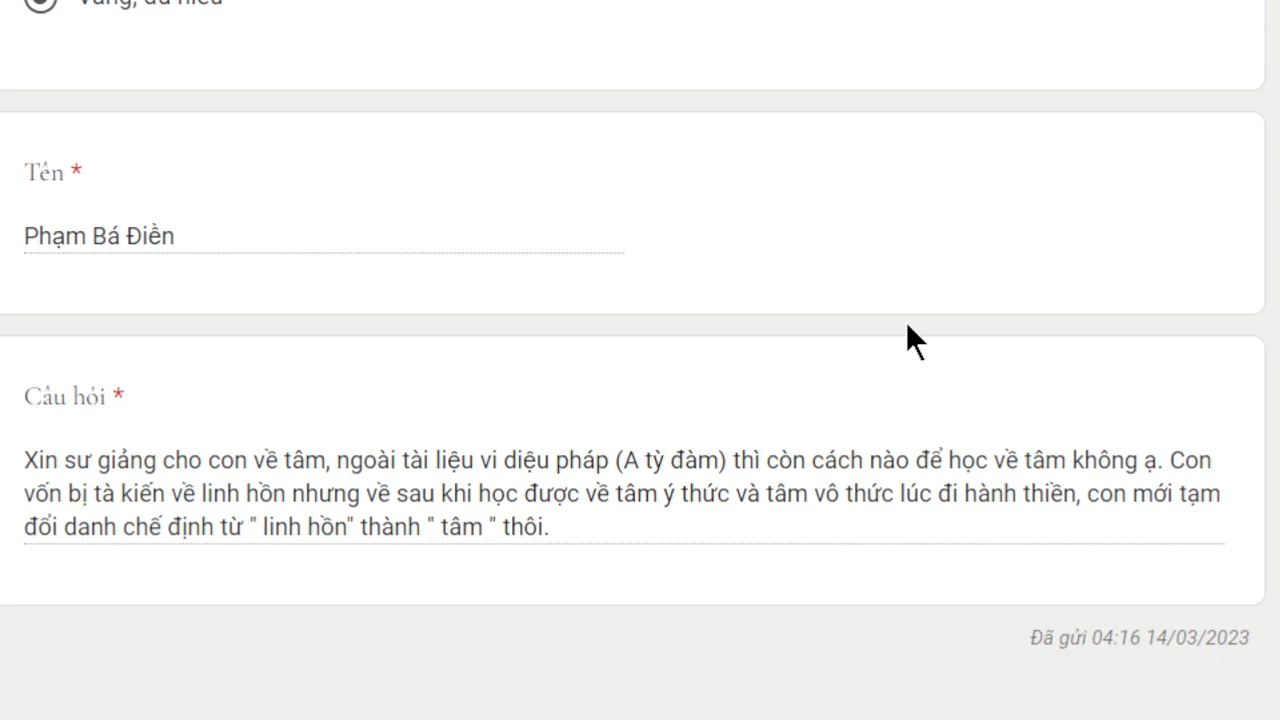 Vâng, đã hiểu
Tên *
Phạm Bá Điền
Câu hỏi *
Xin sư giảng cho con về tâm, ngoài tài liệu vi diệu pháp (A tỳ đàm) thì còn cách nào để học về tâm không ạ. Con
vốn bị tà kiến về linh hồn nhưng về sau khi học được về tâm ý thức và tâm vô thức lúc đi hành thiền, con mới tạm
đổi danh chế định từ " linh hồn" thành " tâm " thôi.
Đã gửi 04:16 14/03/2023